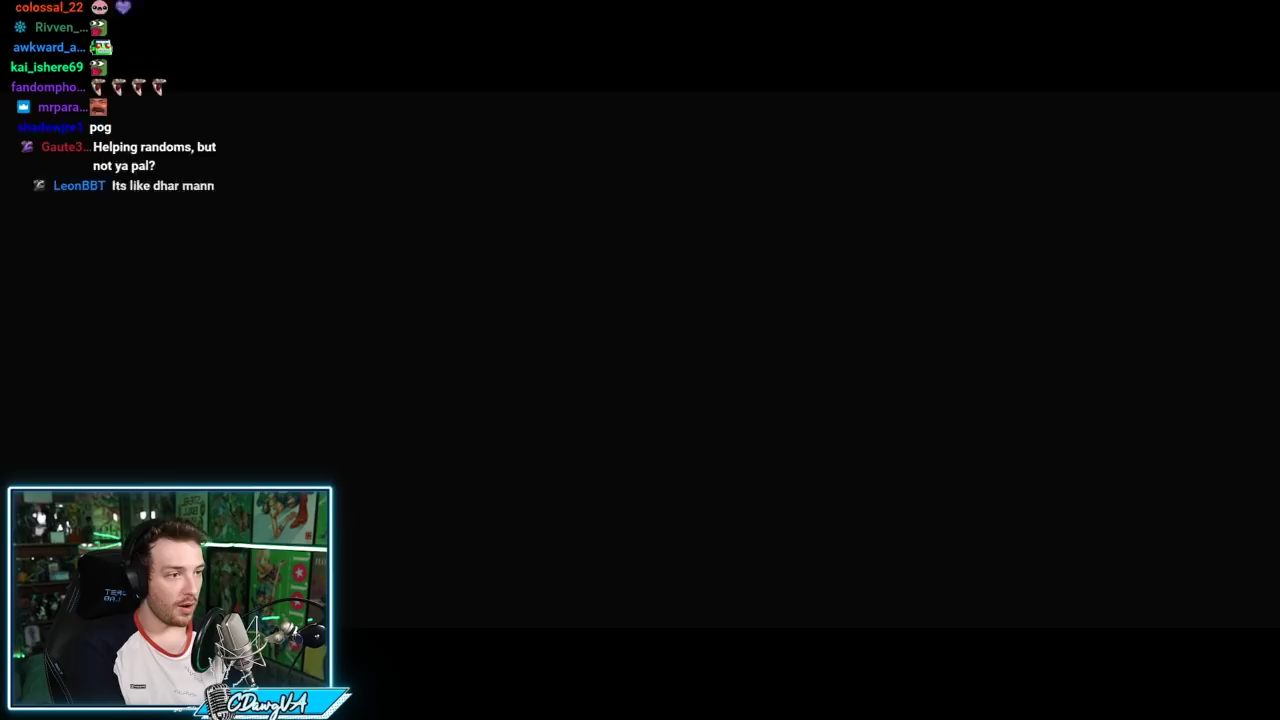 colossal_22
Rivven_...
awkward_a...
kai_ishere69
fandompho...
mrpara...
shadowjre1 pog
Gaute3... Helping randoms, but
not ya pal?
LeonBBT Its like dhar mann
CDawgVA